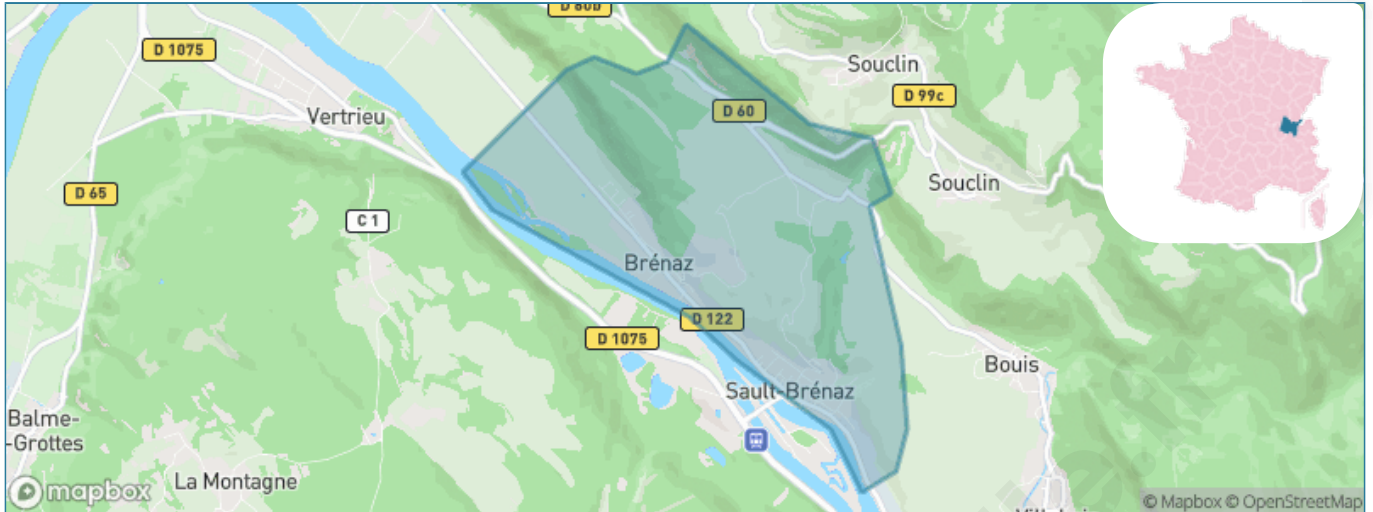 D 60b
D 1075
Souclin
D 99c
D 60
Vertrieu
Souclin
D 65
C 1
Brénaz
D 122
D 1075
Bouis
Sault-Brénaz
Balme-
-Grottes
La Montagne
mapbox
© Mapbox © OpenStreetMap